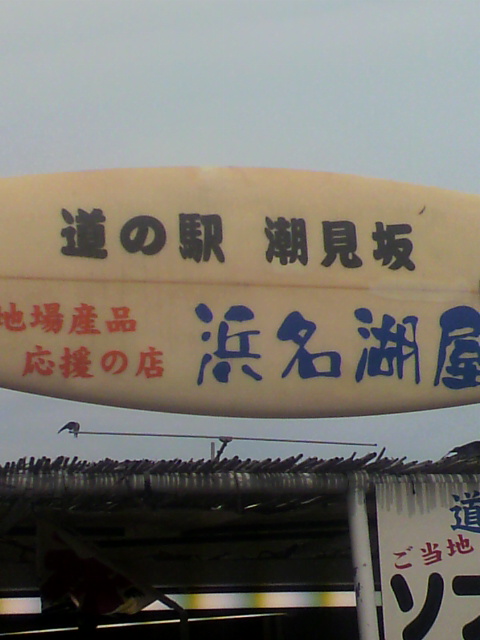 道の駅 潮見坂
地場産品
応援の店
浜名湖屋
道
ご当地
ソ